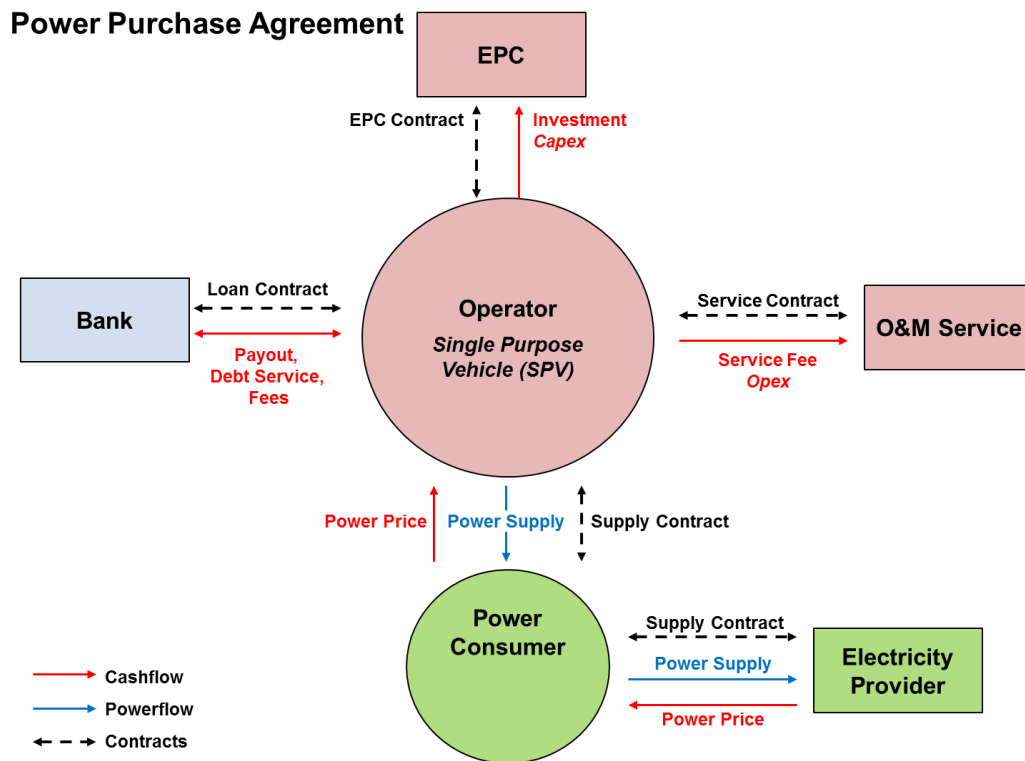 Power Purchase Agreement
EPC
EPC Contract
Investment
Capex
Bank
Loan Contract
Payout,
Debt Service,
Fees
Operator
Single Purpose
Vehicle (SPV)
Service Contract
Service Fee
Opex
O&M Service
Power Price
Power Supply
Supply Contract
Power
Consumer
Supply Contract
Power Supply
Power Price
Electricity
Provider
Cashflow
Powerflow
Contracts